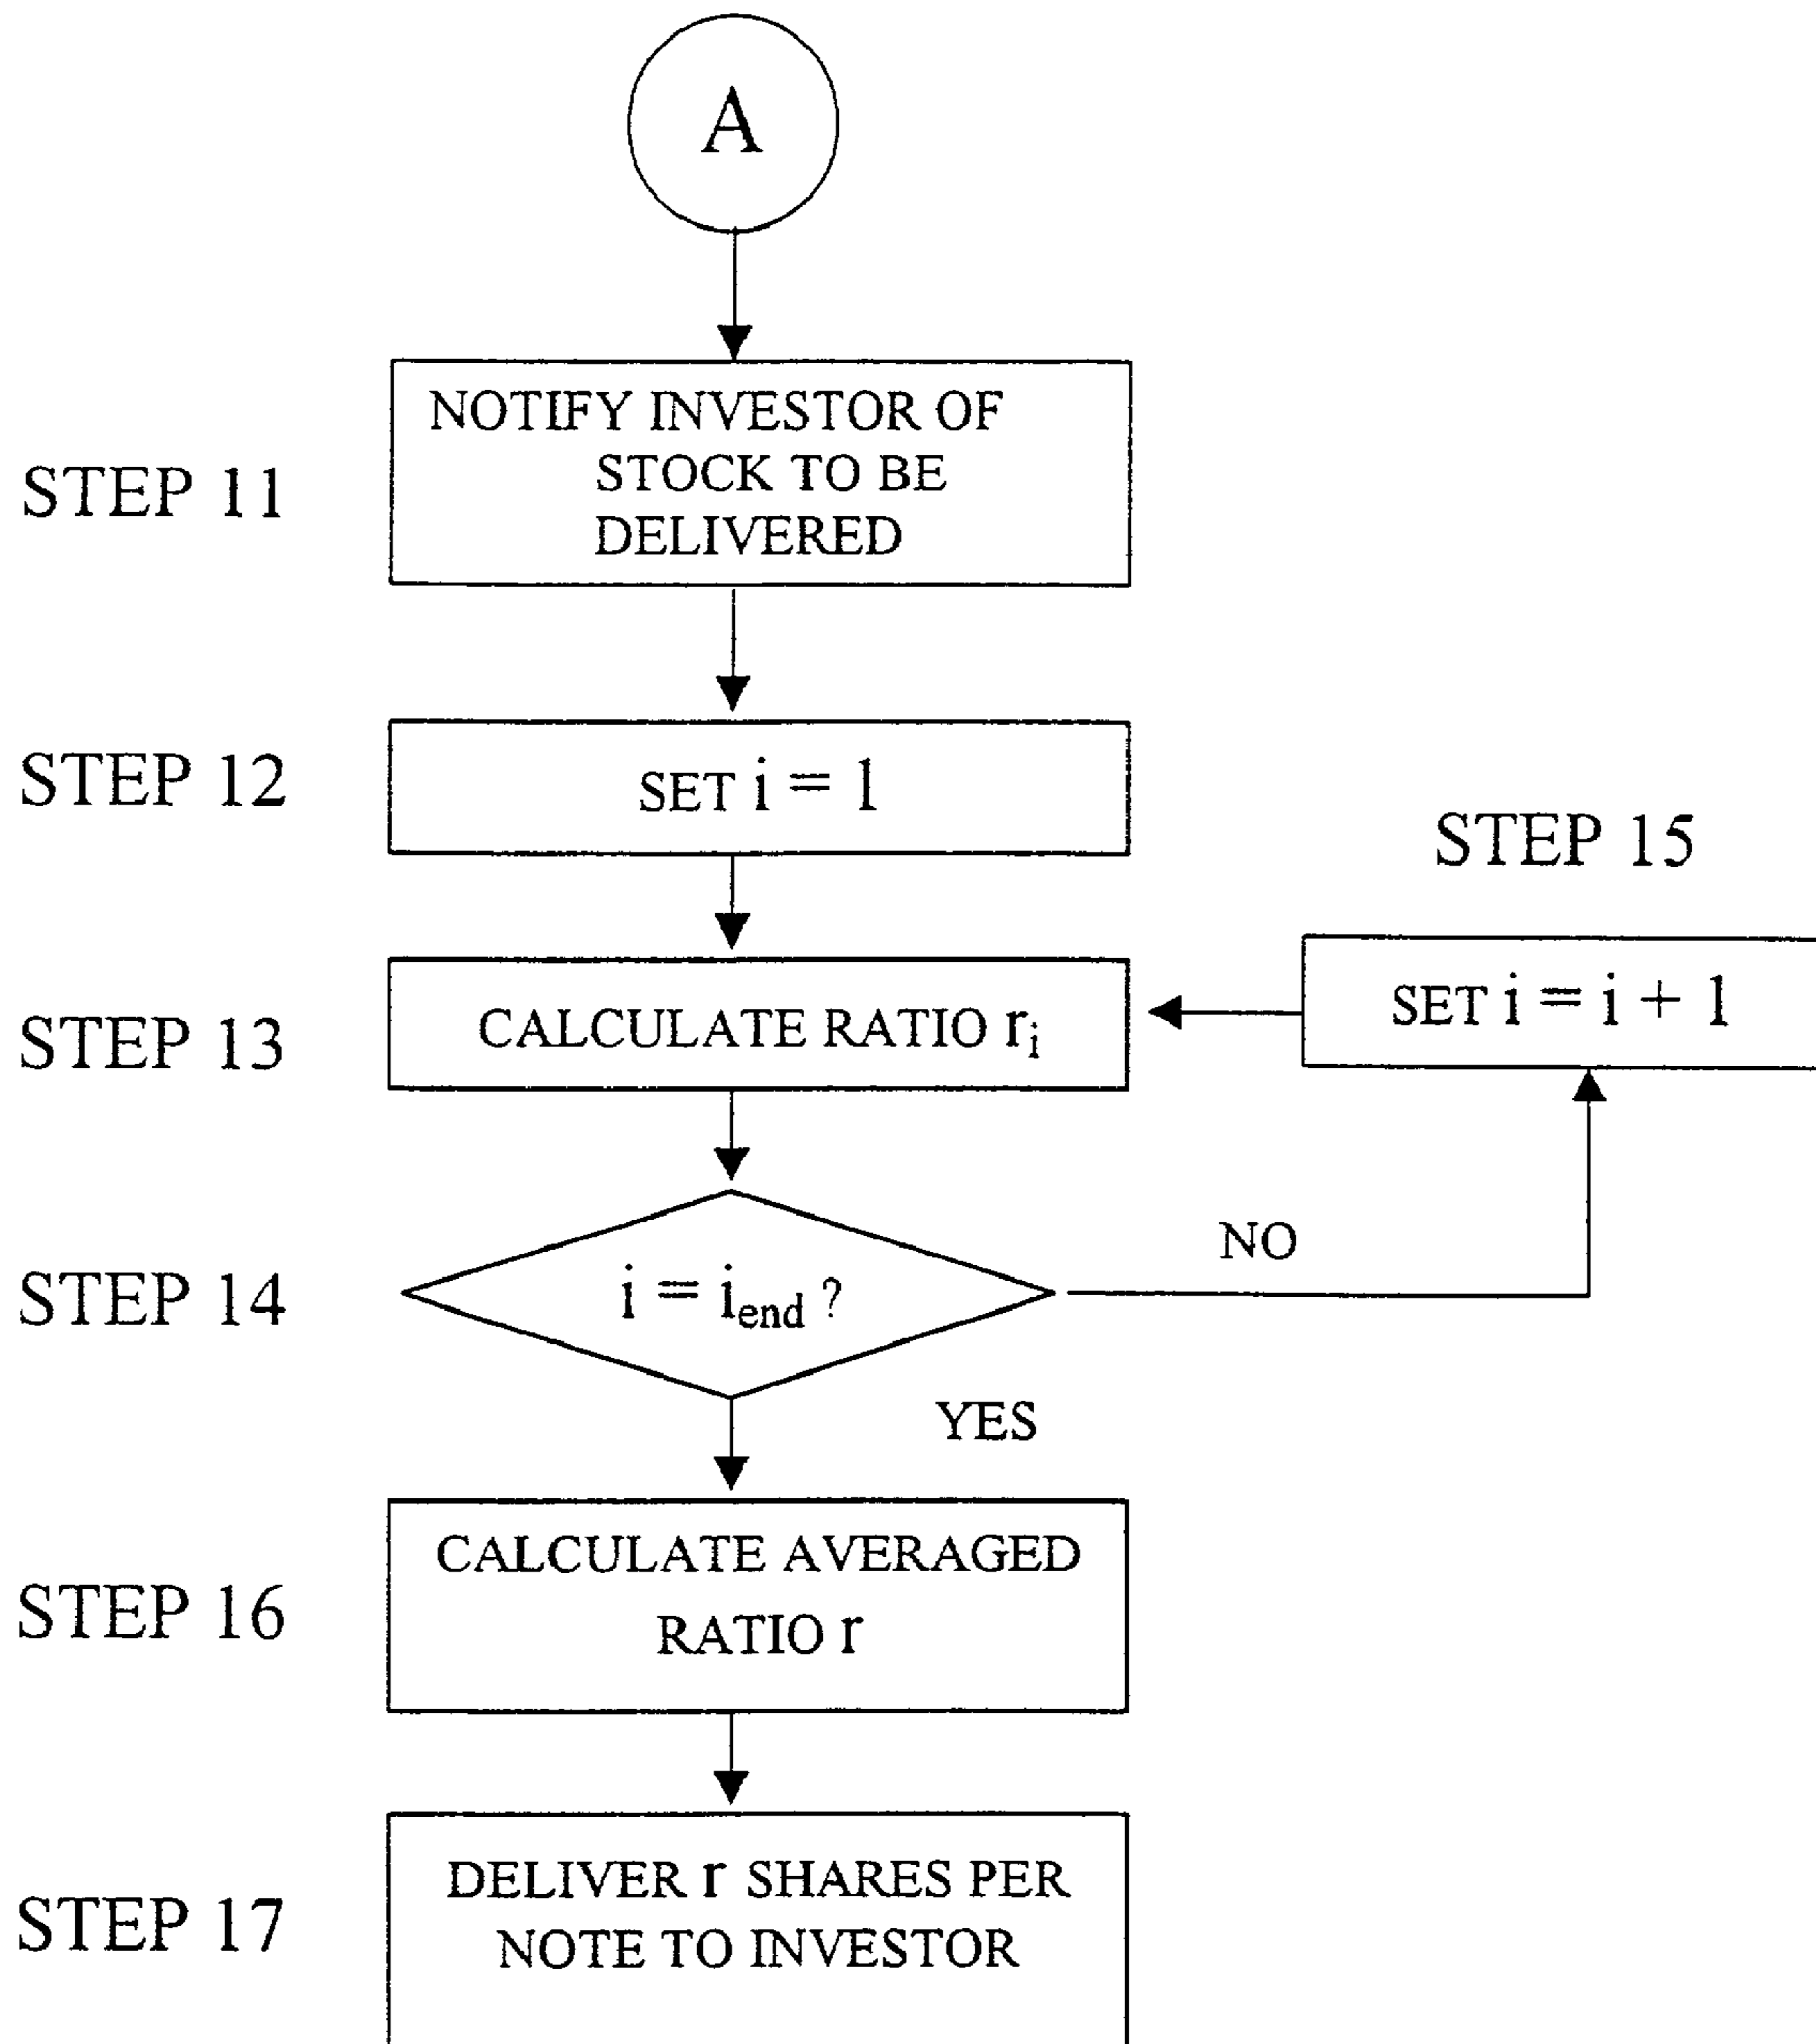 A
STEP 11
NOTIFY INVESTOR OF
STOCK TO BE
DELIVERED
STEP 12
SET i = 1
STEP 15
STEP 13
CALCULATE RATIO rᵢ
SET i = i + 1
STEP 14
i = i_end ?
NO
YES
STEP 16
CALCULATE AVERAGED
RATIO r
STEP 17
DELIVER r SHARES PER
NOTE TO INVESTOR